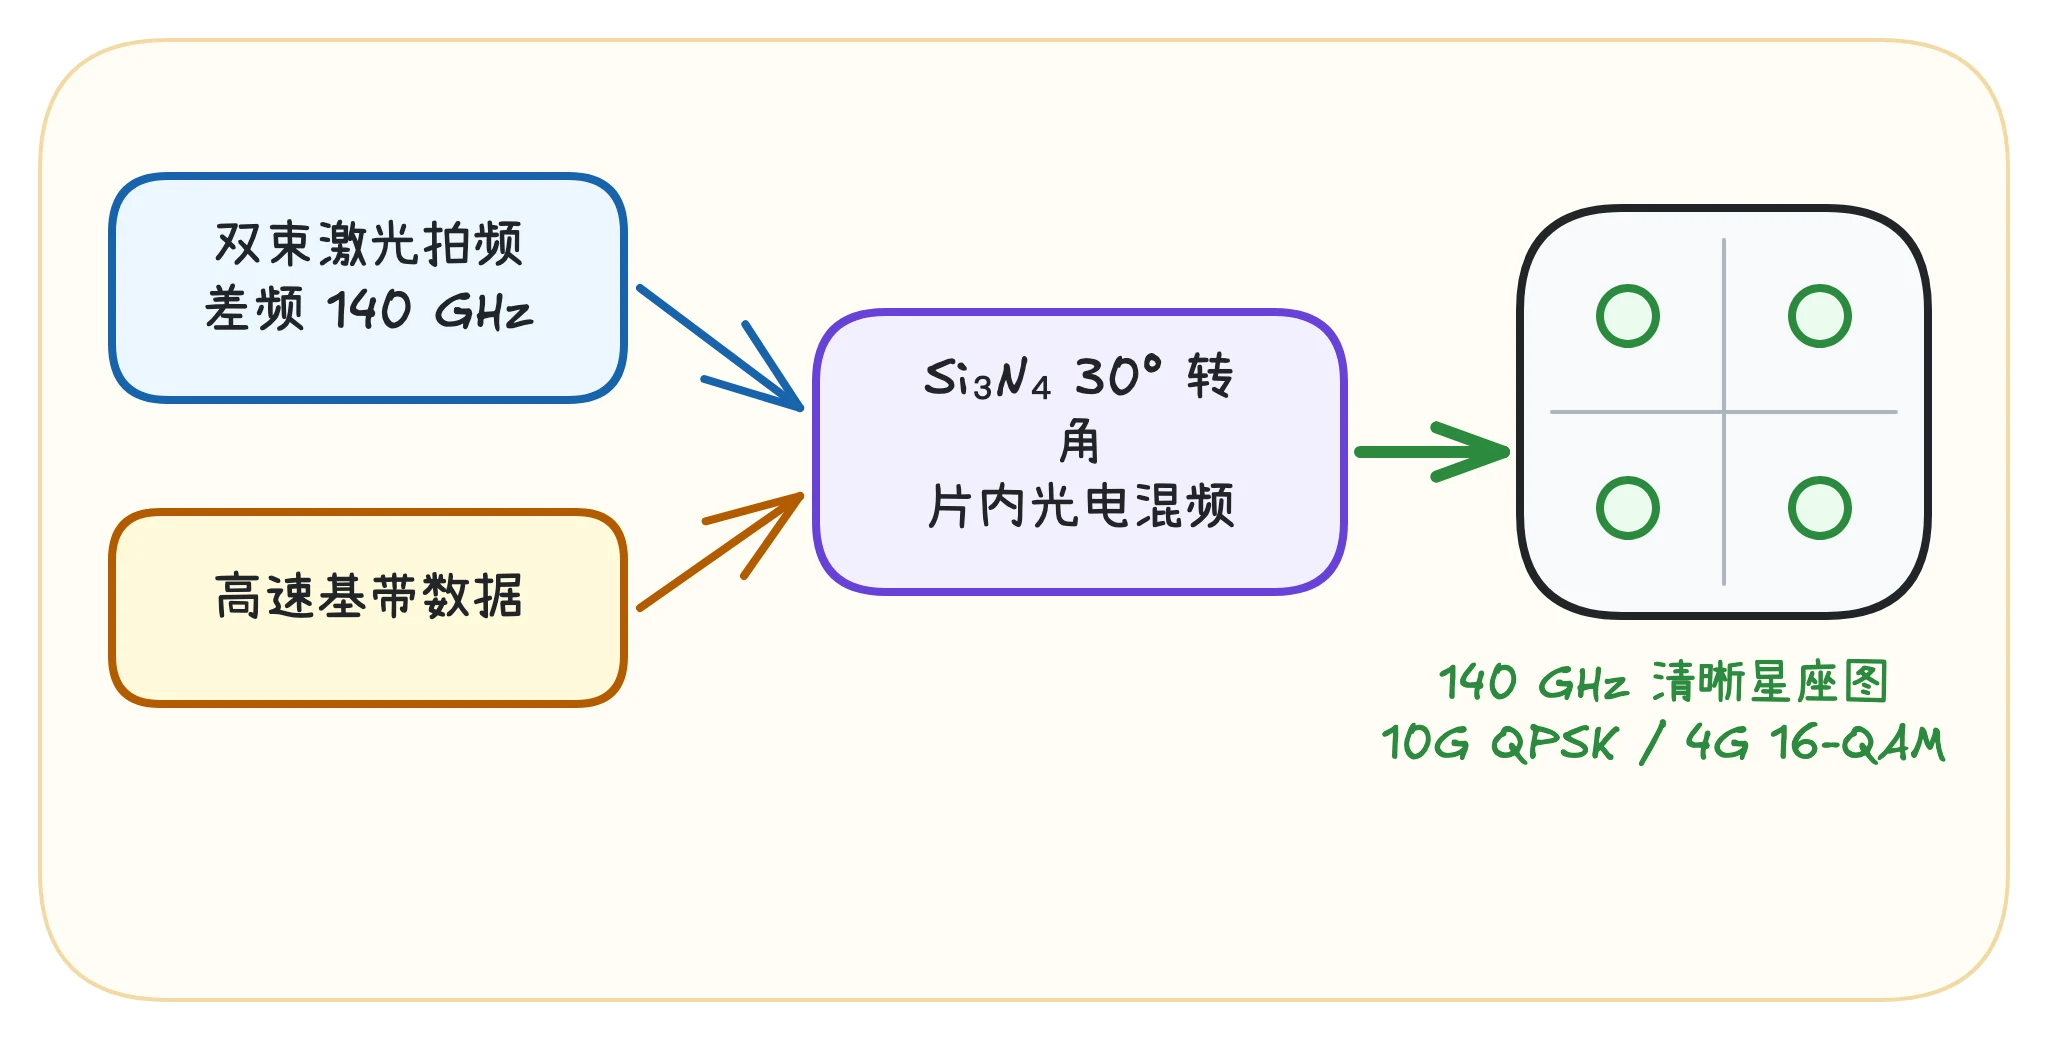 双束激光拍频
差频 140 GHz
高速基带数据
Si₃N₄ 30° 转
角
片内光电混频
140 GHz 清晰星座图
10G QPSK / 4G 16-QAM